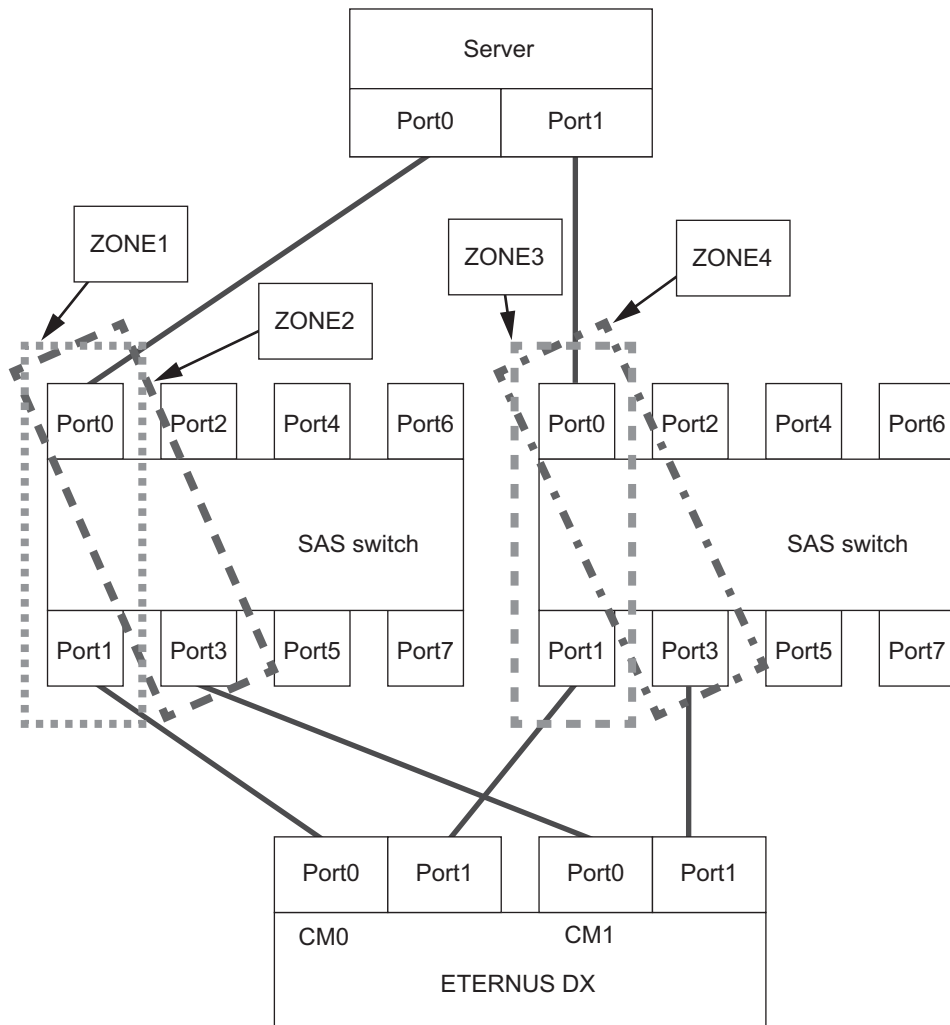 Server
Port0 Port1
ZONE1
ZONE3
ZONE4
ZONE2
Port0 Port2 Port4 Port6 Port0 Port2 Port4 Port6
SAS switch SAS switch
Port1 Port3 Port5 Port7 Port1 Port3 Port5 Port7
Port0 Port1 Port0 Port1
CM0 CM1
ETERNUS DX